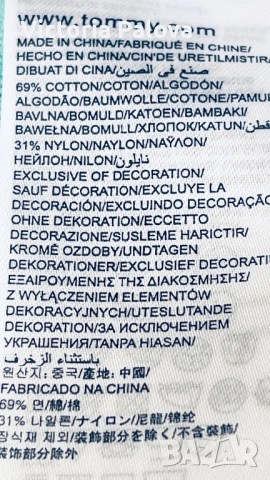 Victoria Palova
www.tommy.com
MADE IN CHINA/FABRIQUÉ EN CHINE/
HECHO EN CHINA/CIN'DE URETILMISTIR/
DIBUAT DI CINA/صنع في الصين
69% COTTON/COTON/ALGODÓN/
ALGODÃO/BAUMWOLLE/COTONE/PAMUK
BAVLNA/BOMULD/KATOEN/BAMBAKI/
BAWEŁNA/BOMULL/ХЛОПОК/KATUN/قطن
31% NYLON/NAYLON/ΝΑΫΛΟΝ/
НЕЙЛОН/NILON/نايلون
EXCLUSIVE OF DECORATION/
SAUF DÉCORATION/EXCLUYE LA
DECORACIÓN/EXCLUINDO DECORAÇÃO
OHNE DEKORATION/ECCETTO
DECORAZIONE/SUSLEME HARICTIR/
KROMĚ OZDOBY/UNDTAGEN
DEKORATIONER/EXCLUSIEF DECORATI
ΕΞΑΙΡΟΥΜΕΝΗΣ ΤΗΣ ΔΙΑΚΟΣΜΗΣΗΣ/
Z WYŁĄCZENIEM ELEMENTÓW
DEKORACYJNYCH/UTESLUTANDE
DEKORATION/ЗА ИСКЛЮЧЕНИЕМ
УКРАШЕНИЯ/TANPA HIASAN/
باستثناء الزخرف
원산지: 중국/產地: 中國/
FABRICADO NA CHINA
69% 면/綿/棉
31% 나일론/ナイロン/尼龍/锦纶
장식재 제외/装飾部分を除く/不含装飾
装饰部分除外
BAZAR